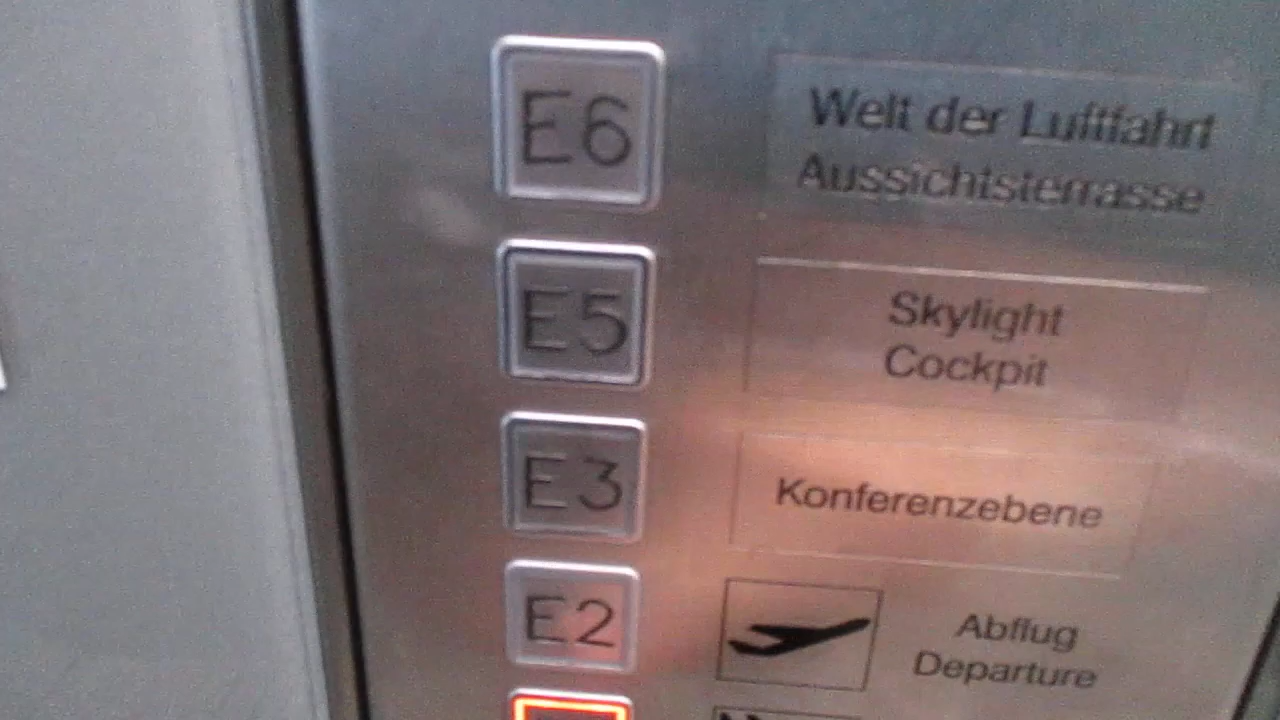 E6
Welt der Luftfahrt
Aussichtsterrasse
E5
Skylight
Cockpit
E3
Konferenzebene
E2
Abflug
Departure